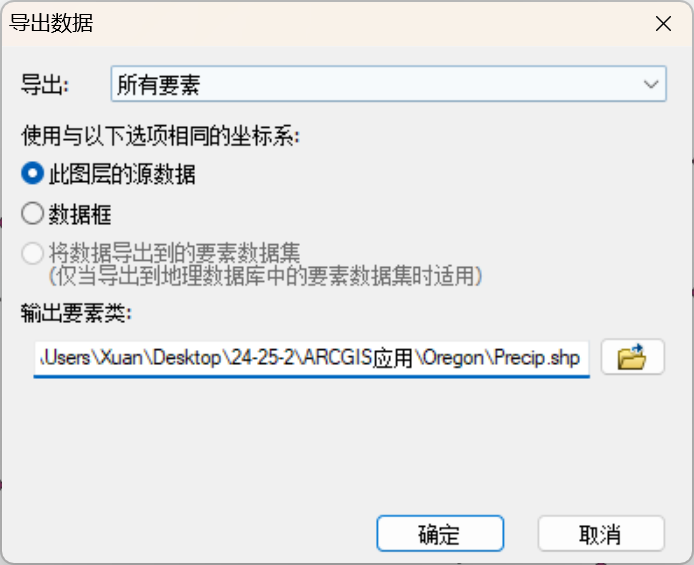 导出数据
导出: 所有要素
使用与以下选项相同的坐标系:
此图层的源数据
数据框
将数据导出到的要素数据集
(仅当导出到地理数据库中的要素数据集时适用)
输出要素类:
\Users\Xuan\Desktop\24-25-2\ARCGIS应用\Oregon\Precip.shp
确定 取消